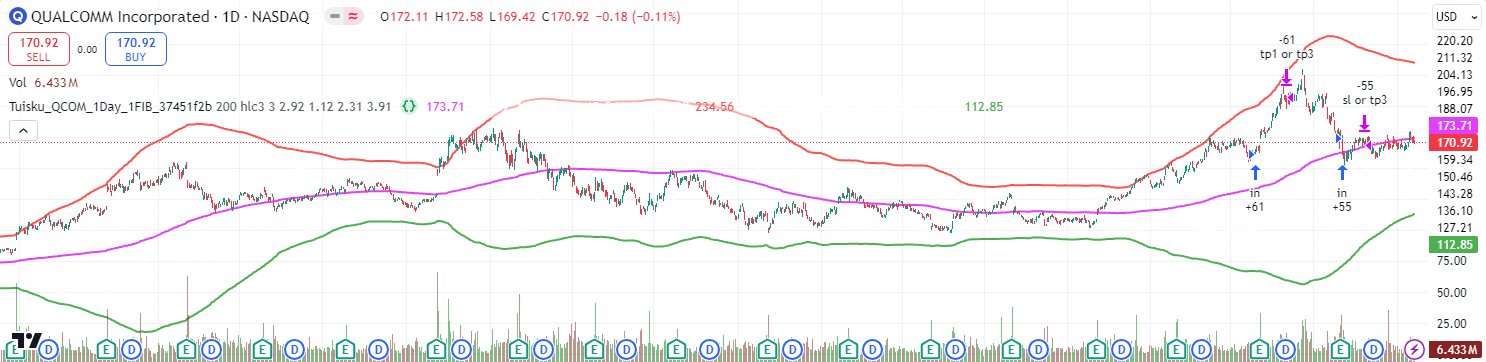 QUALCOMM Incorporated · 1D · NASDAQ O172.11 H172.58 L169.42 C170.92 −0.18 (−0.11%)
USD
170.92 SELL
0.00
170.92 BUY
Vol 6.433M
Tuisku_QCOM_1Day_1FIB_37451f2b 200 hlc3 3 2.92 1.12 2.31 3.91 {} 173.71 234.56 112.85
-61
tp1 or tp3
-55
sl or tp3
in
+61
in
+55
220.20
211.32
204.13
196.95
188.07
173.71
170.92
159.34
150.46
143.28
136.10
127.21
112.85
75.00
50.00
25.00
6.433M
E D E D E D E D E D E D E D E D E D E D E D E D E D E D E D E D E D